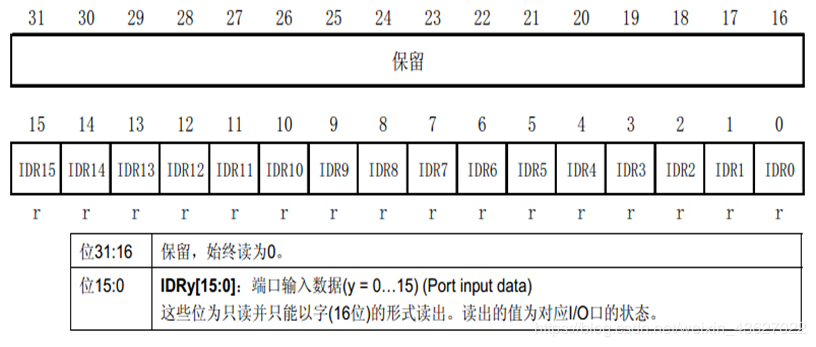 31 30 29 28 27 26 25 24 23 22 21 20 19 18 17 16
保留
15 14 13 12 11 10 9 8 7 6 5 4 3 2 1 0
IDR15 IDR14 IDR13 IDR12 IDR11 IDR10 IDR9 IDR8 IDR7 IDR6 IDR5 IDR4 IDR3 IDR2 IDR1 IDR0
r r r r r r r r r r r r r r r r
位31:16 保留，始终读为0。
位15:0 IDRy[15:0]：端口输入数据(y = 0…15) (Port input data)
这些位为只读并只能以字(16位)的形式读出。读出的值为对应I/O口的状态。
https://blog.csdn.net/weixin_43627922